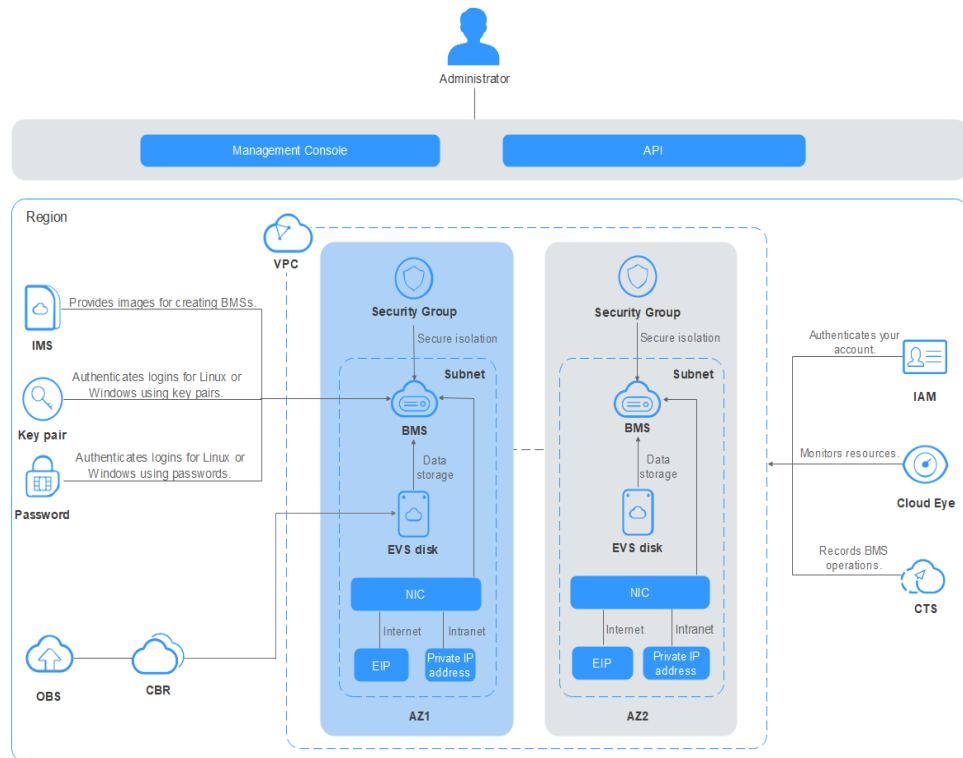 Administrator
Management Console
API
Region
VPC
Security Group
Secure isolation
Subnet
BMS
Data
storage
EVS disk
NIC
Internet
Intranet
EIP
Private IP
address
AZ1
Security Group
Secure isolation
Subnet
BMS
Data
storage
EVS disk
NIC
Internet
Intranet
EIP
Private IP
address
AZ2
Provides images for creating BMSs.
IMS
Authenticates logins for Linux or
Windows using key pairs.
Key pair
Authenticates logins for Linux or
Windows using passwords.
Password
OBS
CBR
Authenticates your
account.
IAM
Monitors resources.
Cloud Eye
Records BMS
operations.
CTS